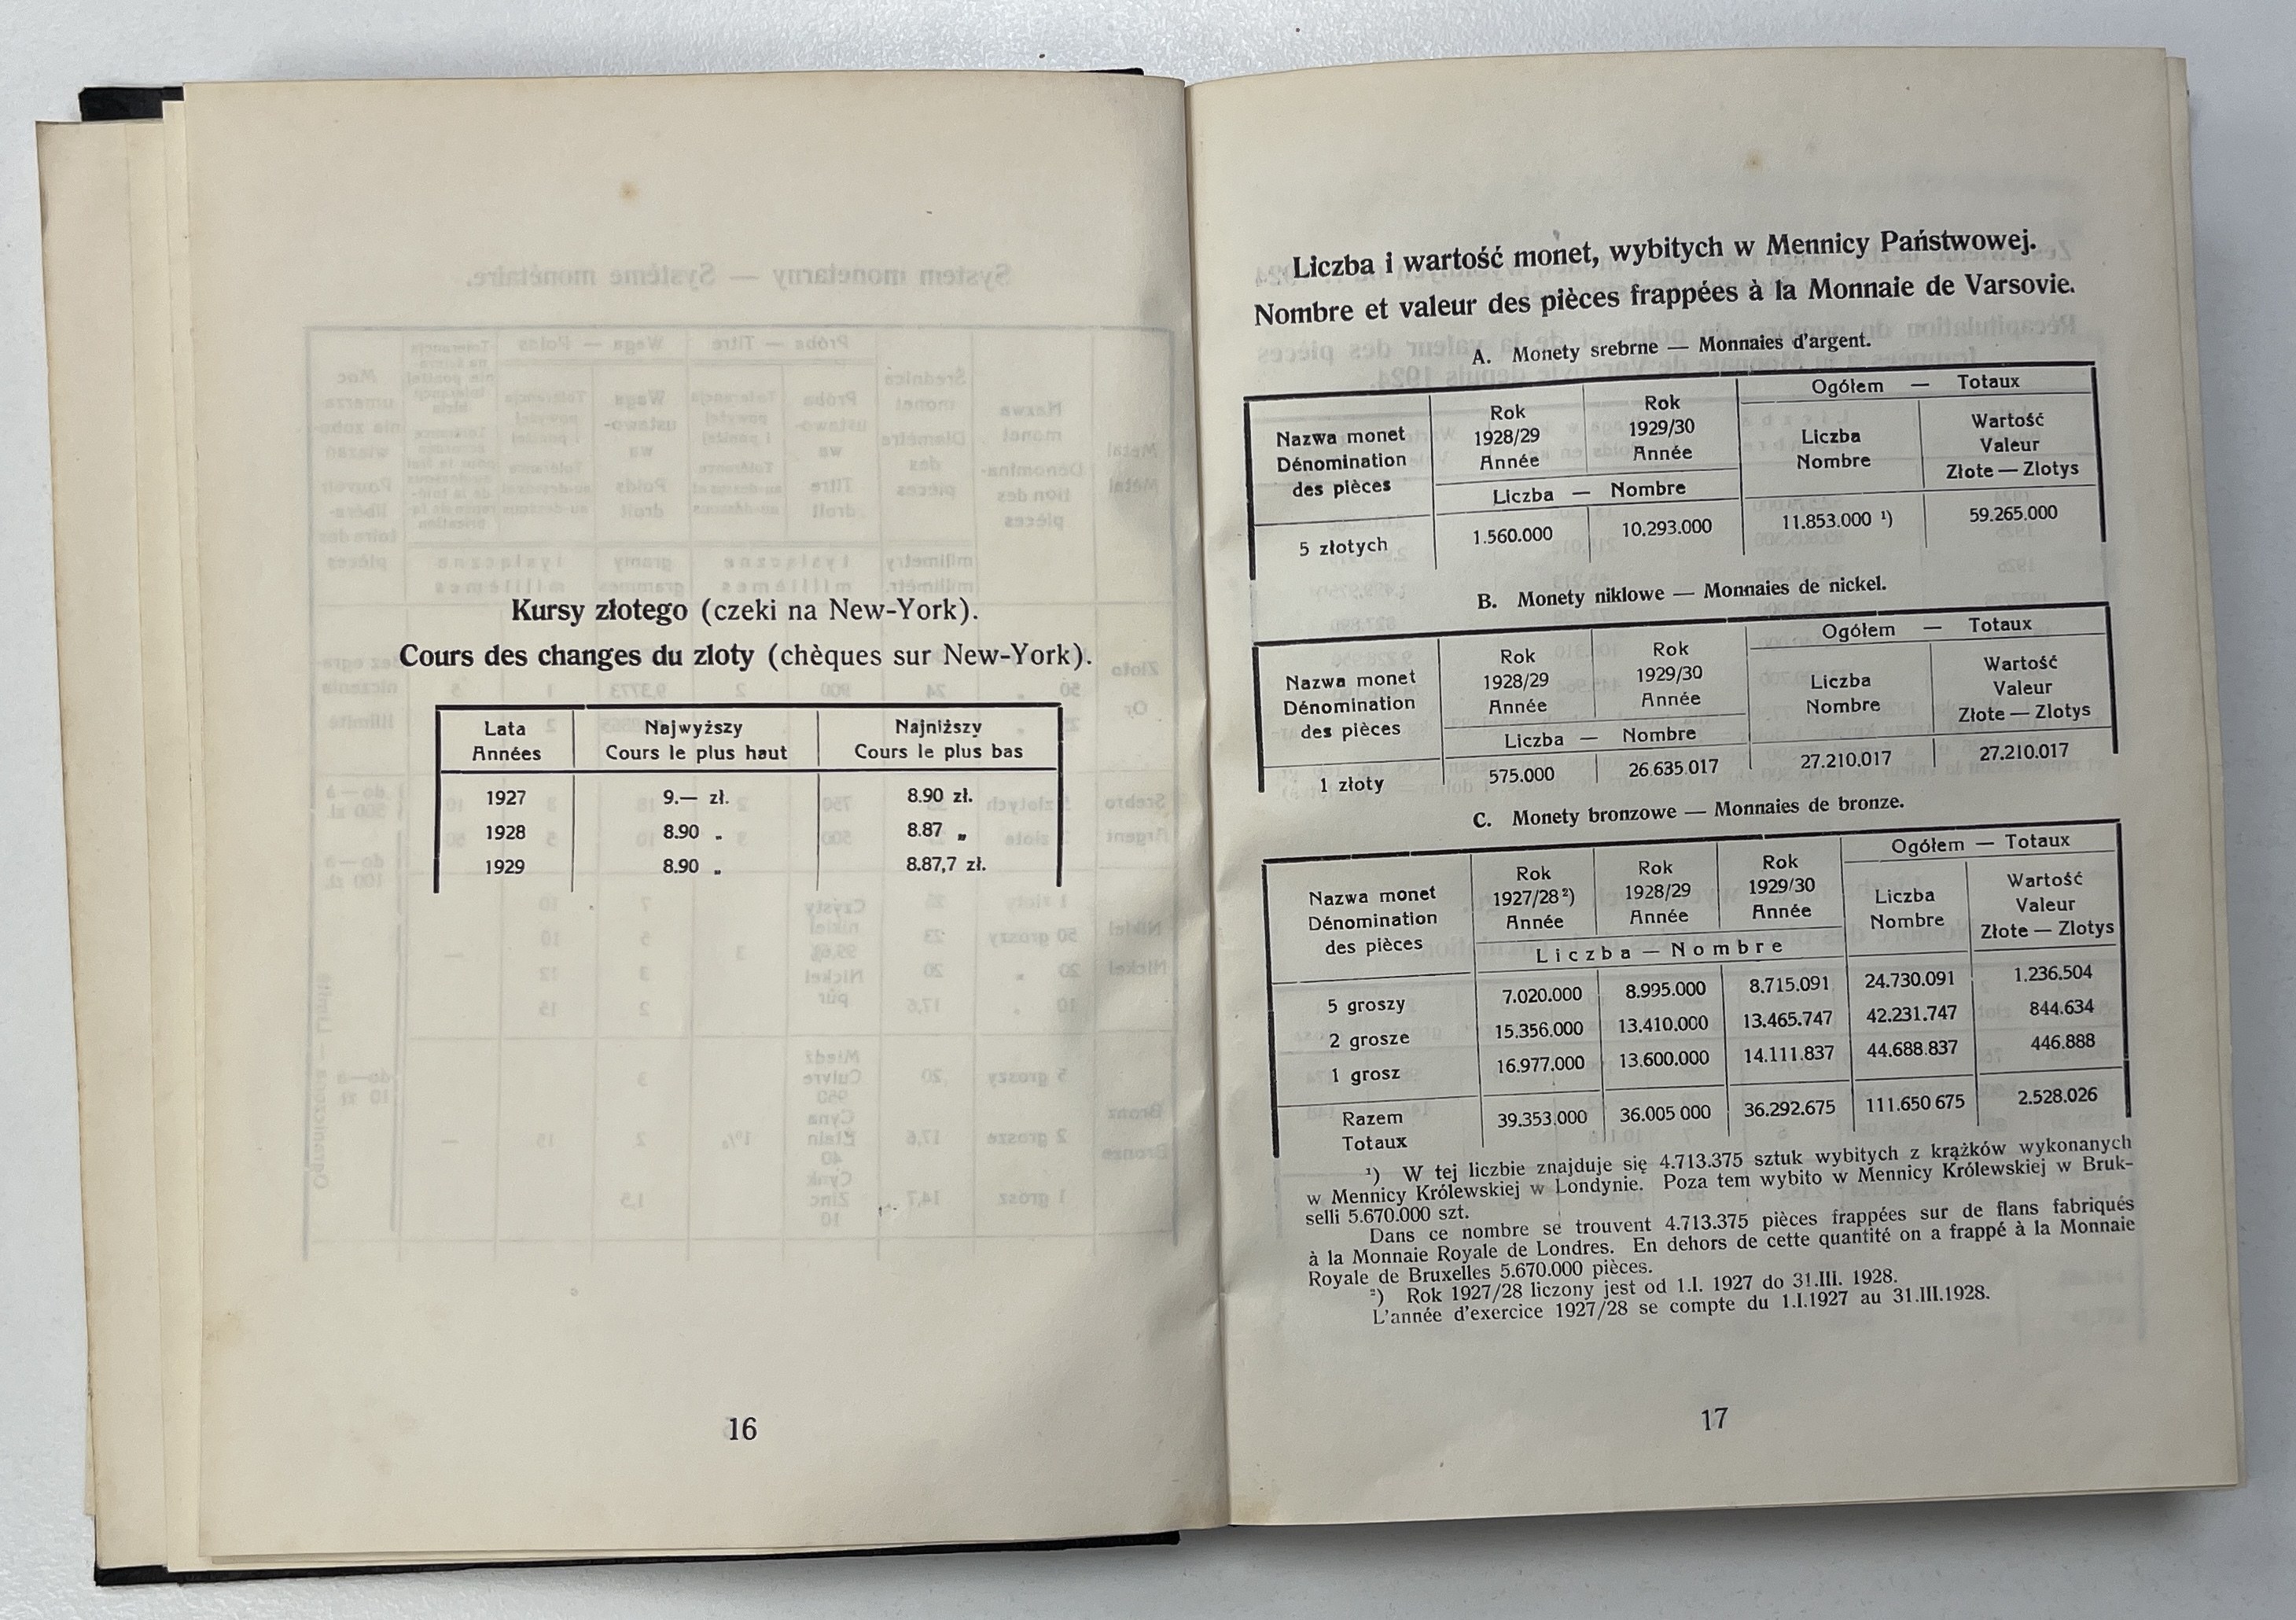 Kursy złotego (czeki na New-York).
Cours des changes du zloty (chèques sur New-York).
Lata Najwyższy Najniższy
Années Cours le plus haut Cours le plus bas
1927 9.— zł. 8.90 zł.
1928 8.90 „ 8.87 „
1929 8.90 „ 8.87,7 zł.
16
Liczba i wartość monet, wybitych w Mennicy Państwowej.
Nombre et valeur des pièces frappées à la Monnaie de Varsovie.
A. Monety srebrne — Monnaies d'argent.
Ogółem — Totaux
Nazwa monet
Dénomination
des pièces
Rok
1928/29
Année
Rok
1929/30
Année
Liczba — Nombre
Liczba
Nombre
Wartość
Valeur
Złote — Zlotys
5 złotych 1.560.000 10.293.000 11.853.000 ¹) 59.265.000
B. Monety niklowe — Monnaies de nickel.
Ogółem — Totaux
Nazwa monet
Dénomination
des pièces
Rok
1928/29
Année
Rok
1929/30
Année
Liczba — Nombre
Liczba
Nombre
Wartość
Valeur
Złote — Zlotys
1 złoty 575.000 26.635 017 27.210.017 27.210.017
C. Monety bronzowe — Monnaies de bronze.
Ogółem — Totaux
Nazwa monet
Dénomination
des pièces
Rok
1927/28²)
Année
Rok
1928/29
Année
Rok
1929/30
Année
Liczba — Nombre
Liczba
Nombre
Wartość
Valeur
Złote — Zlotys
5 groszy 7.020.000 8.995.000 8.715.091 24.730.091 1.236.504
2 grosze 15.356.000 13.410.000 13.465.747 42.231.747 844.634
1 grosz 16.977.000 13.600.000 14.111.837 44.688.837 446.888
Razem
Totaux
39.353.000 36.005 000 36.292.675 111.650 675 2.528.026
¹) W tej liczbie znajduje się 4.713.375 sztuk wybitych z krążków wykonanych
w Mennicy Królewskiej w Londynie. Poza tem wybito w Mennicy Królewskiej w Bruk-
selli 5.670.000 szt.
Dans ce nombre se trouvent 4.713.375 pièces frappées sur de flans fabriqués
à la Monnaie Royale de Londres. En dehors de cette quantité on a frappé à la Monnaie
Royale de Bruxelles 5.670.000 pièces.
²) Rok 1927/28 liczony jest od 1.I. 1927 do 31.III. 1928.
L'année d'exercice 1927/28 se compte du 1.I.1927 au 31.III.1928.
17